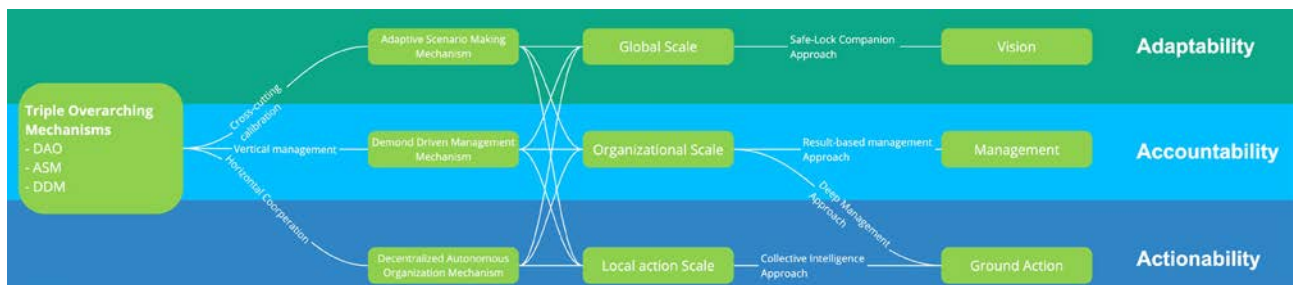 Triple Overarching
Mechanisms
- DAO
- ASM
- DDM
Cross-cutting
calibration
Vertical management
Horizontal Coorperation
Adaptive Scenario Making
Mechanism
Demond Driven Management
Mechanism
Decentralized Autonomous
Organization Mechanism
Global Scale
Organizational Scale
Local action Scale
Safe-Lock Companion
Approach
Result-based management
Approach
Deep Management
Approach
Collective Intelligence
Approach
Vision
Management
Ground Action
Adaptability
Accountability
Actionability